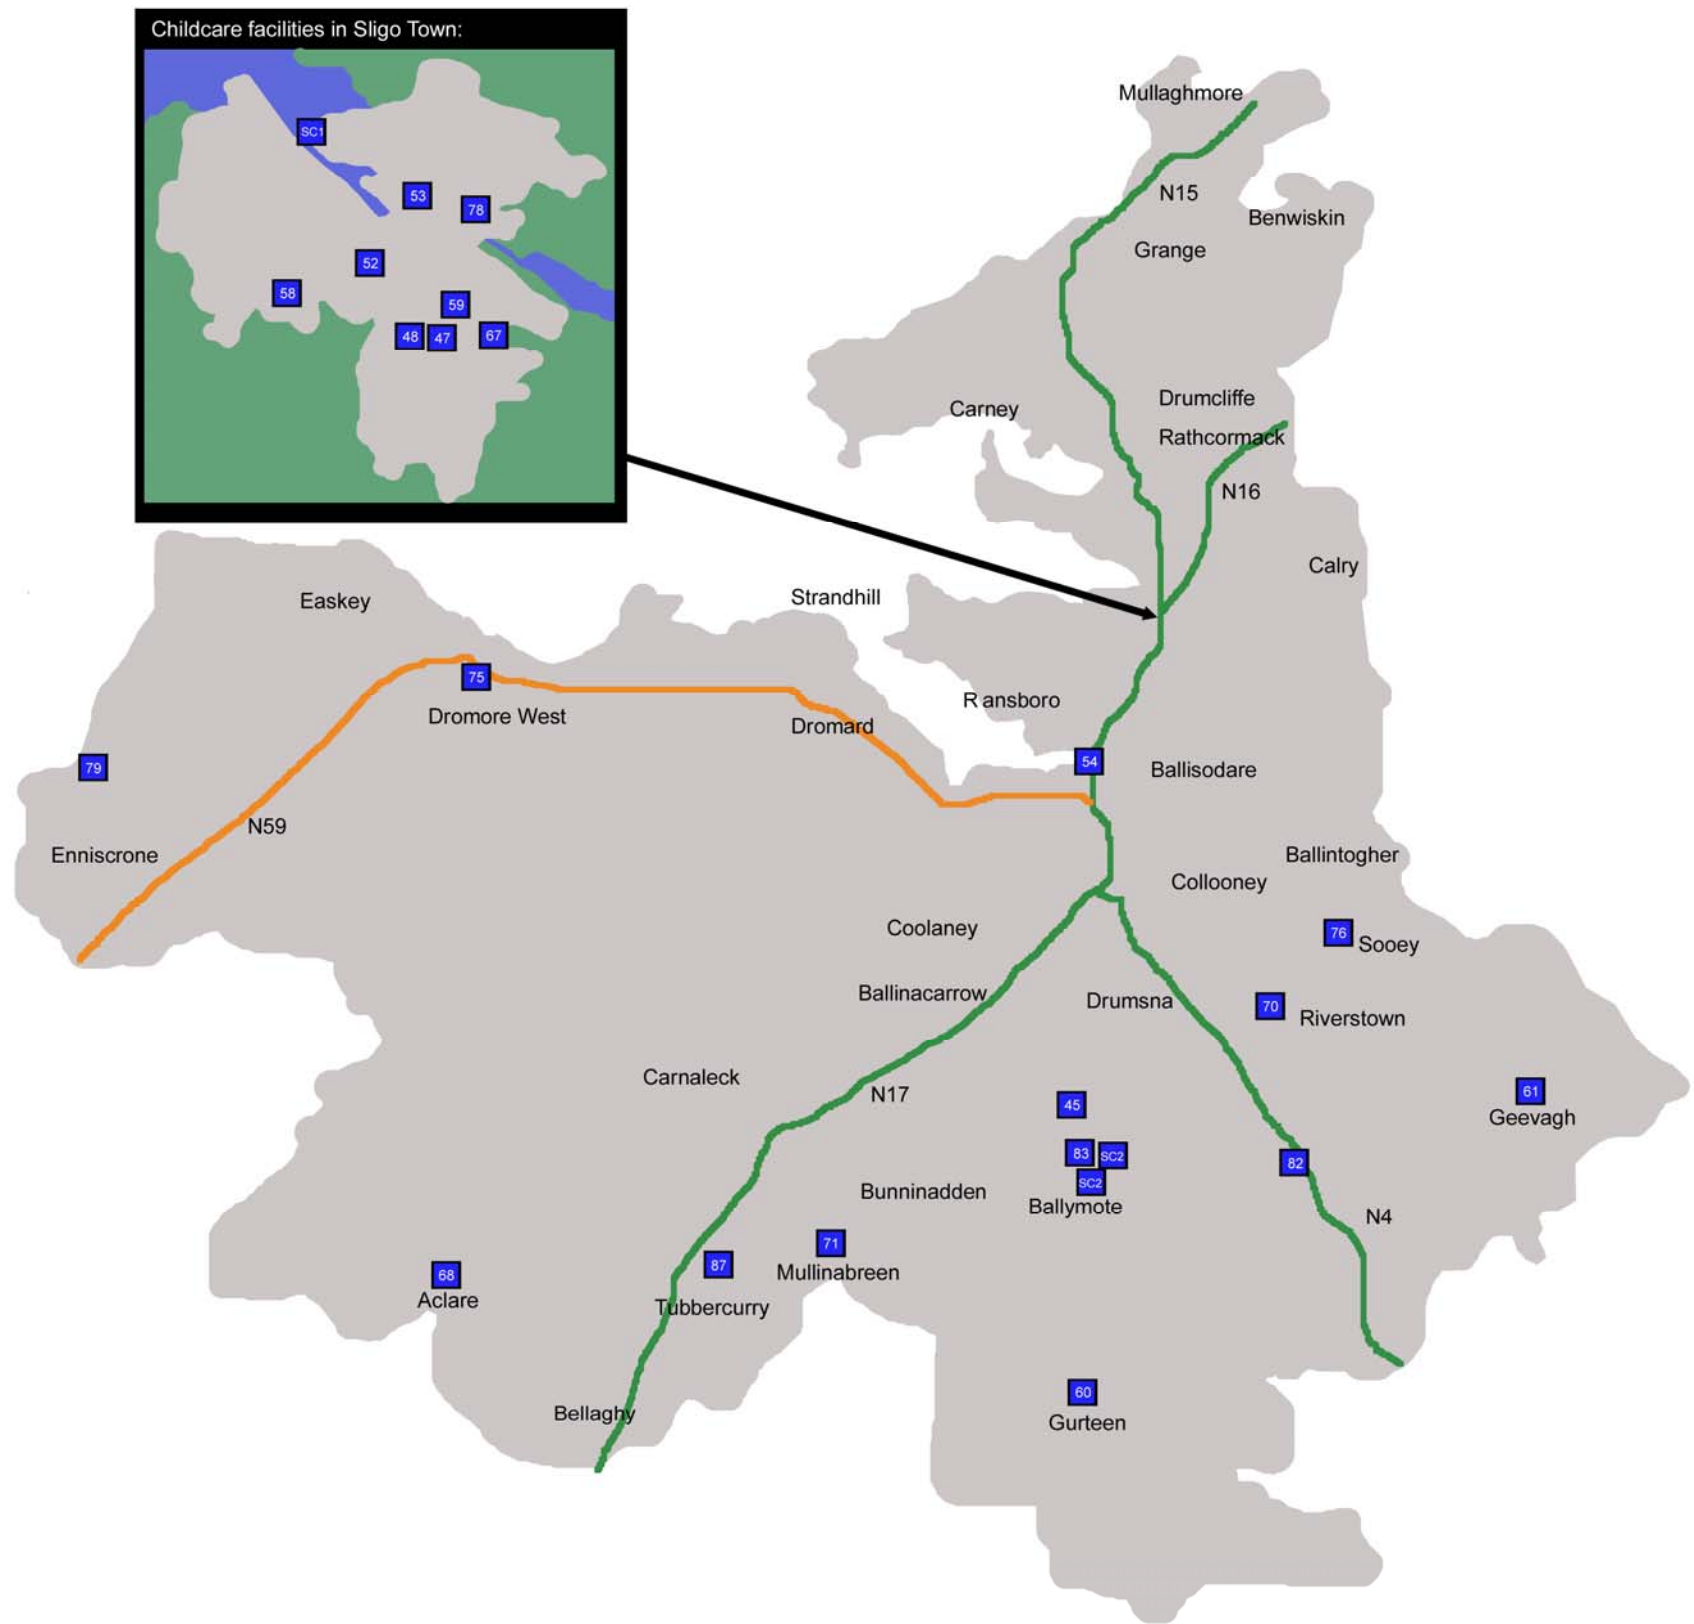 Childcare facilities in Sligo Town:
SC1
53
78
52
58
59
48
47
67
Mullaghmore
N15
Benwiskin
Grange
Drumcliffe
Carney
Rathcormack
N16
Calry
Strandhill
Easkey
75
Ransboro
Dromore West
Dromard
54
79
Ballisodare
N59
Enniscrone
Ballintogher
Collooney
Coolaney
76
Sooey
Ballinacarrow
Drumsna
70
Riverstown
Carnaleck
N17
61
45
Geevagh
83
SC2
82
SC2
Bunninadden
Ballymote
N4
71
87
Mullinabreen
68
Aclare
Tubbercurry
60
Bellaghy
Gurteen